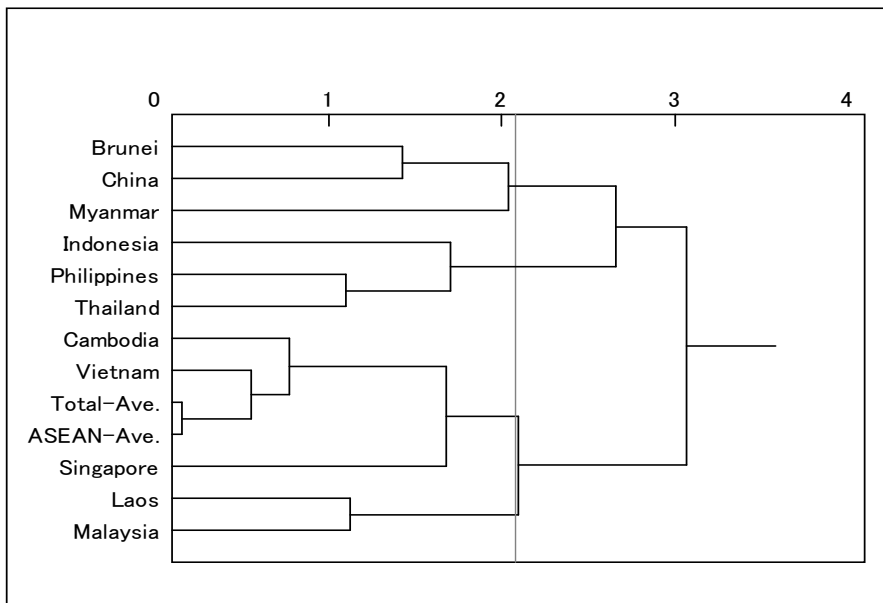 0 1 2 3 4
Brunei
China
Myanmar
Indonesia
Philippines
Thailand
Cambodia
Vietnam
Total-Ave.
ASEAN-Ave.
Singapore
Laos
Malaysia